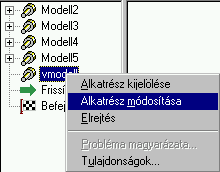 Modell2
Modell3
Modell4
Modell5
vmodell
Frissí
Befej
Alkatrész kijelölése
Alkatrész módosítása
Elrejtés
Probléma magyarázata...
Tulajdonságok...